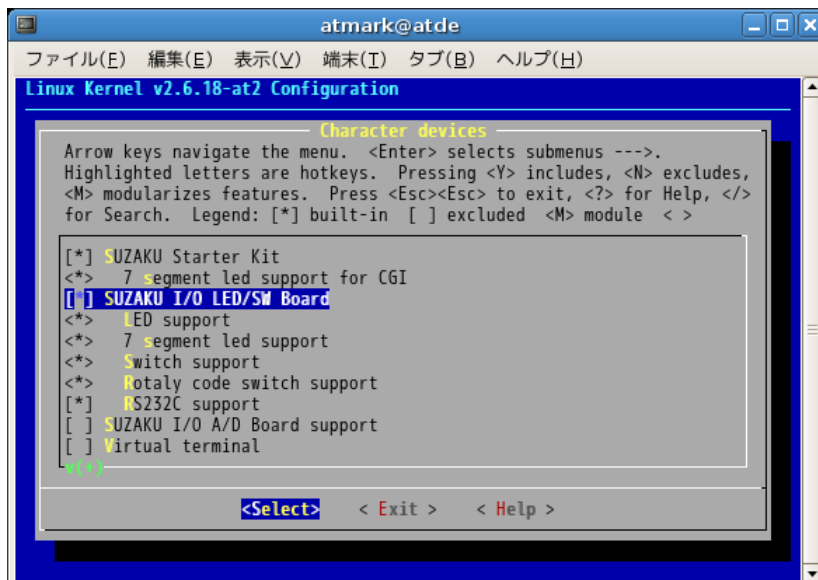 atmark@atde
ファイル(F) 編集(E) 表示(V) 端末(T) タブ(B) ヘルプ(H)
Linux Kernel v2.6.18-at2 Configuration
Character devices
Arrow keys navigate the menu.  <Enter> selects submenus --->.
Highlighted letters are hotkeys.  Pressing <Y> includes, <N> excludes,
<M> modularizes features.  Press <Esc><Esc> to exit, <?> for Help, </>
for Search.  Legend: [*] built-in  [ ] excluded  <M> module  < >
[*] SUZAKU Starter Kit
<*>   7 segment led support for CGI
[*] SUZAKU I/O LED/SW Board
<*>   LED support
<*>   7 segment led support
<*>   Switch support
<*>   Rotaly code switch support
[*]   RS232C support
[ ] SUZAKU I/O A/D Board support
[ ] Virtual terminal
v(+)
<Select>    < Exit >    < Help >